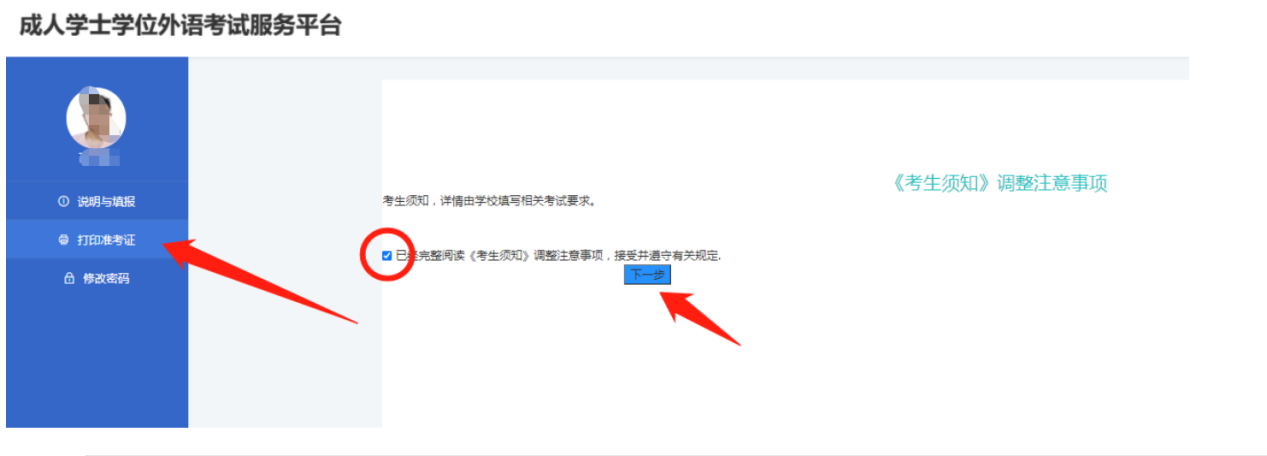 成人学士学位外语考试服务平台
说明与填报
打印准考证
修改密码
《考生须知》调整注意事项
考生须知，详情由学校填写相关考试要求。
已经完整阅读《考生须知》调整注意事项，接受并遵守有关规定.
下一步